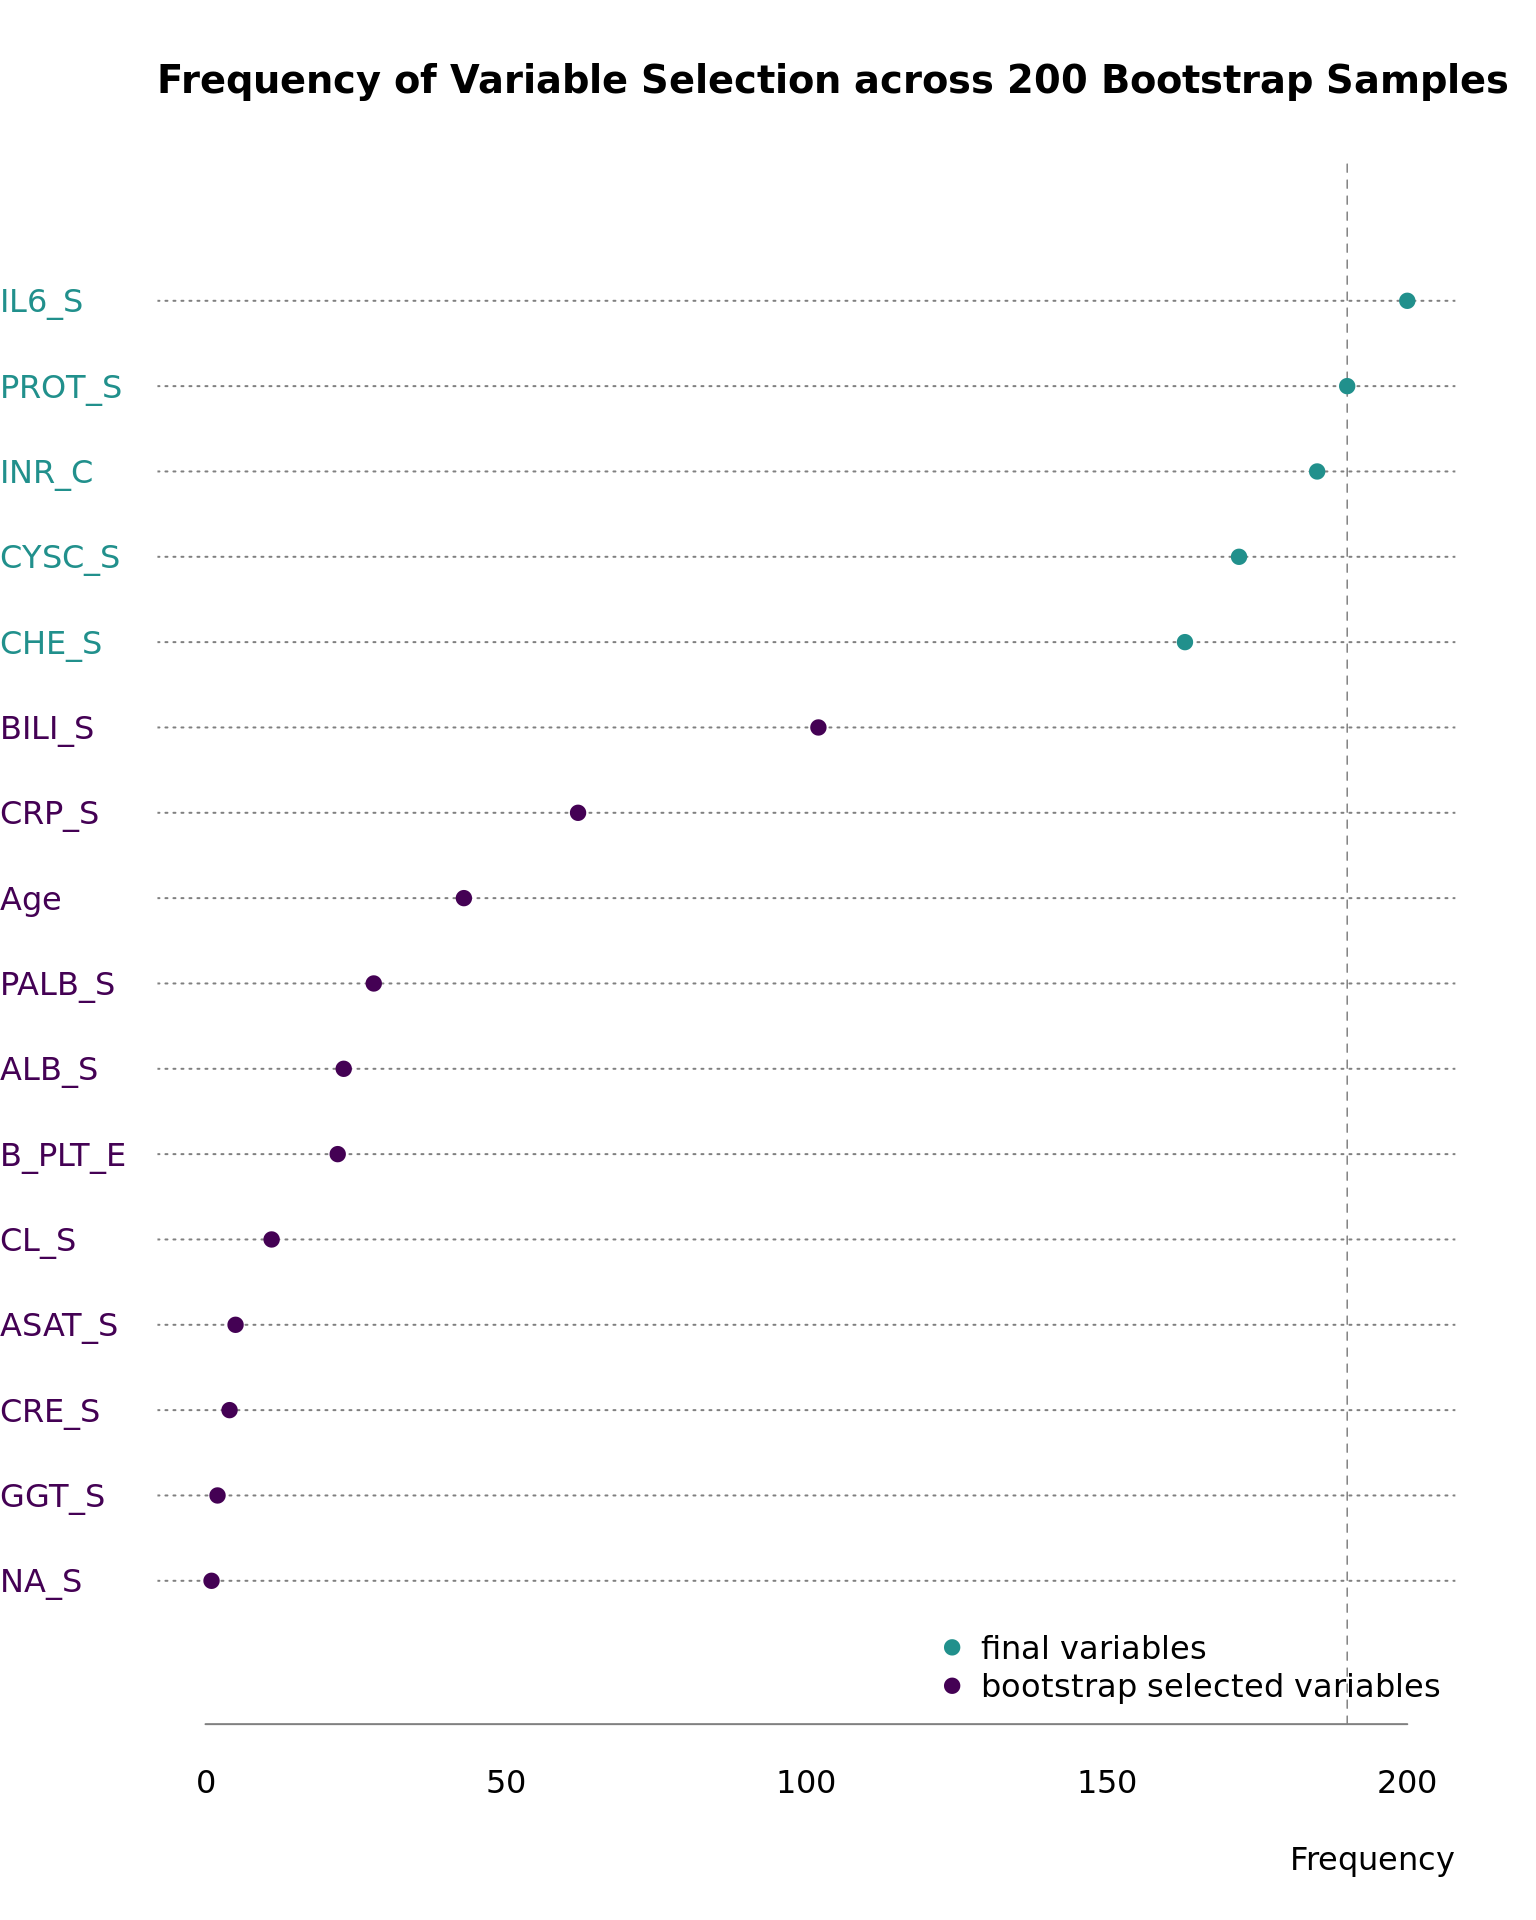 Frequency of Variable Selection across 200 Bootstrap Samples
IL6_S
PROT_S
INR_C
CYSC_S
CHE_S
BILI_S
CRP_S
Age
PALB_S
ALB_S
B_PLT_E
CL_S
ASAT_S
CRE_S
GGT_S
NA_S
final variables
bootstrap selected variables
0 50 100 150 200
Frequency